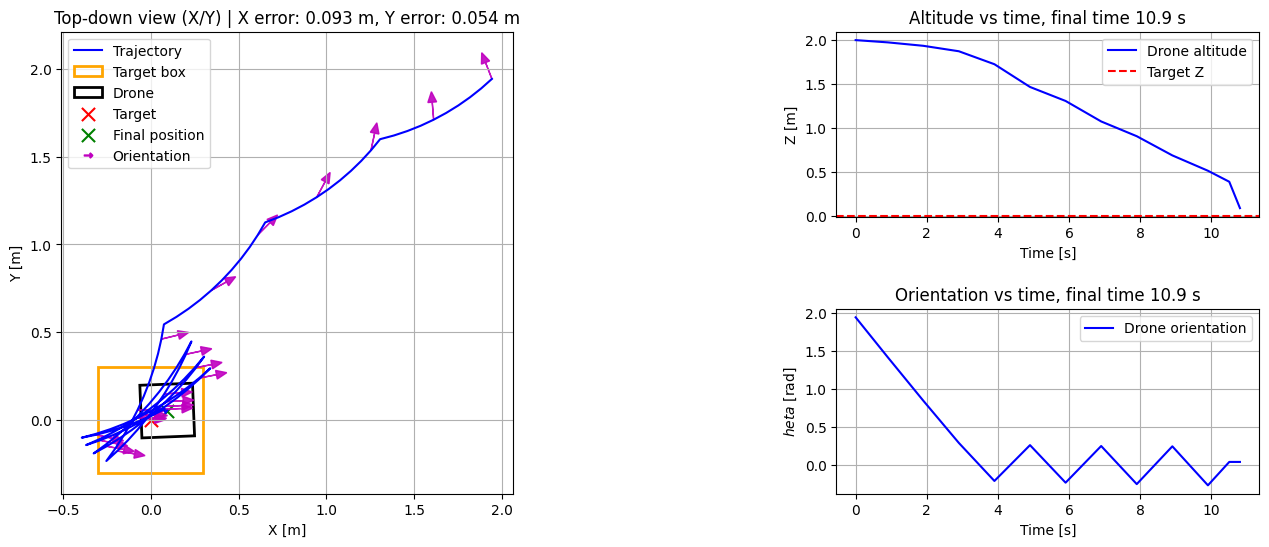 Top-down view (X/Y) | X error: 0.093 m, Y error: 0.054 m
Trajectory
Target box
Drone
Target
Final position
Orientation
2.0
1.5
1.0
0.5
0.0
Y [m]
−0.5
0.0
0.5
1.0
1.5
2.0
X [m]
Altitude vs time, final time 10.9 s
Drone altitude
Target Z
2.0
1.5
1.0
0.5
0.0
Z [m]
0
2
4
6
8
10
Time [s]
Orientation vs time, final time 10.9 s
Drone orientation
2.0
1.5
1.0
0.5
0.0
heta [rad]
0
2
4
6
8
10
Time [s]